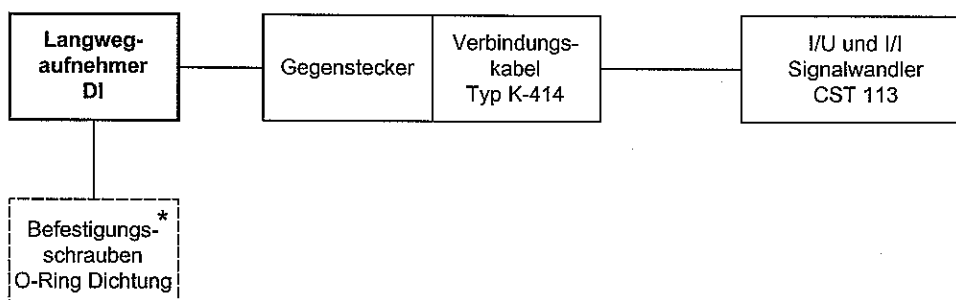 Langweg-
aufnehmer
DI
Gegenstecker
Verbindungs-
kabel
Typ K-414
I/U und I/I
Signalwandler
CST 113
Befestigungs-*
schrauben
O-Ring Dichtung